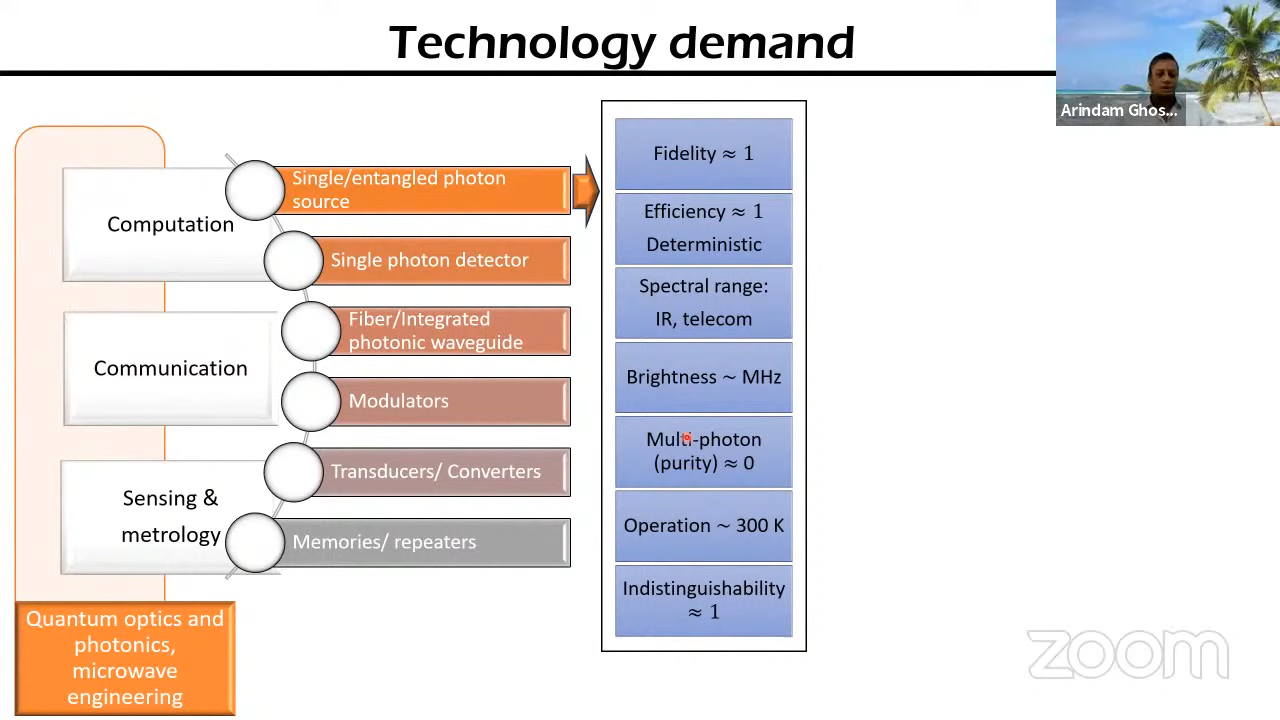 Technology demand
Arindam Ghos...
Computation
Communication
Sensing &
metrology
Quantum optics and
photonics,
microwave
engineering
Single/entangled photon
source
Single photon detector
Fiber/Integrated
photonic waveguide
Modulators
Transducers/ Converters
Memories/ repeaters
Fidelity ≈ 1
Efficiency ≈ 1
Deterministic
Spectral range:
IR, telecom
Brightness ~ MHz
Multi-photon
(purity) ≈ 0
Operation ~ 300 K
Indistinguishability
≈ 1
zoom